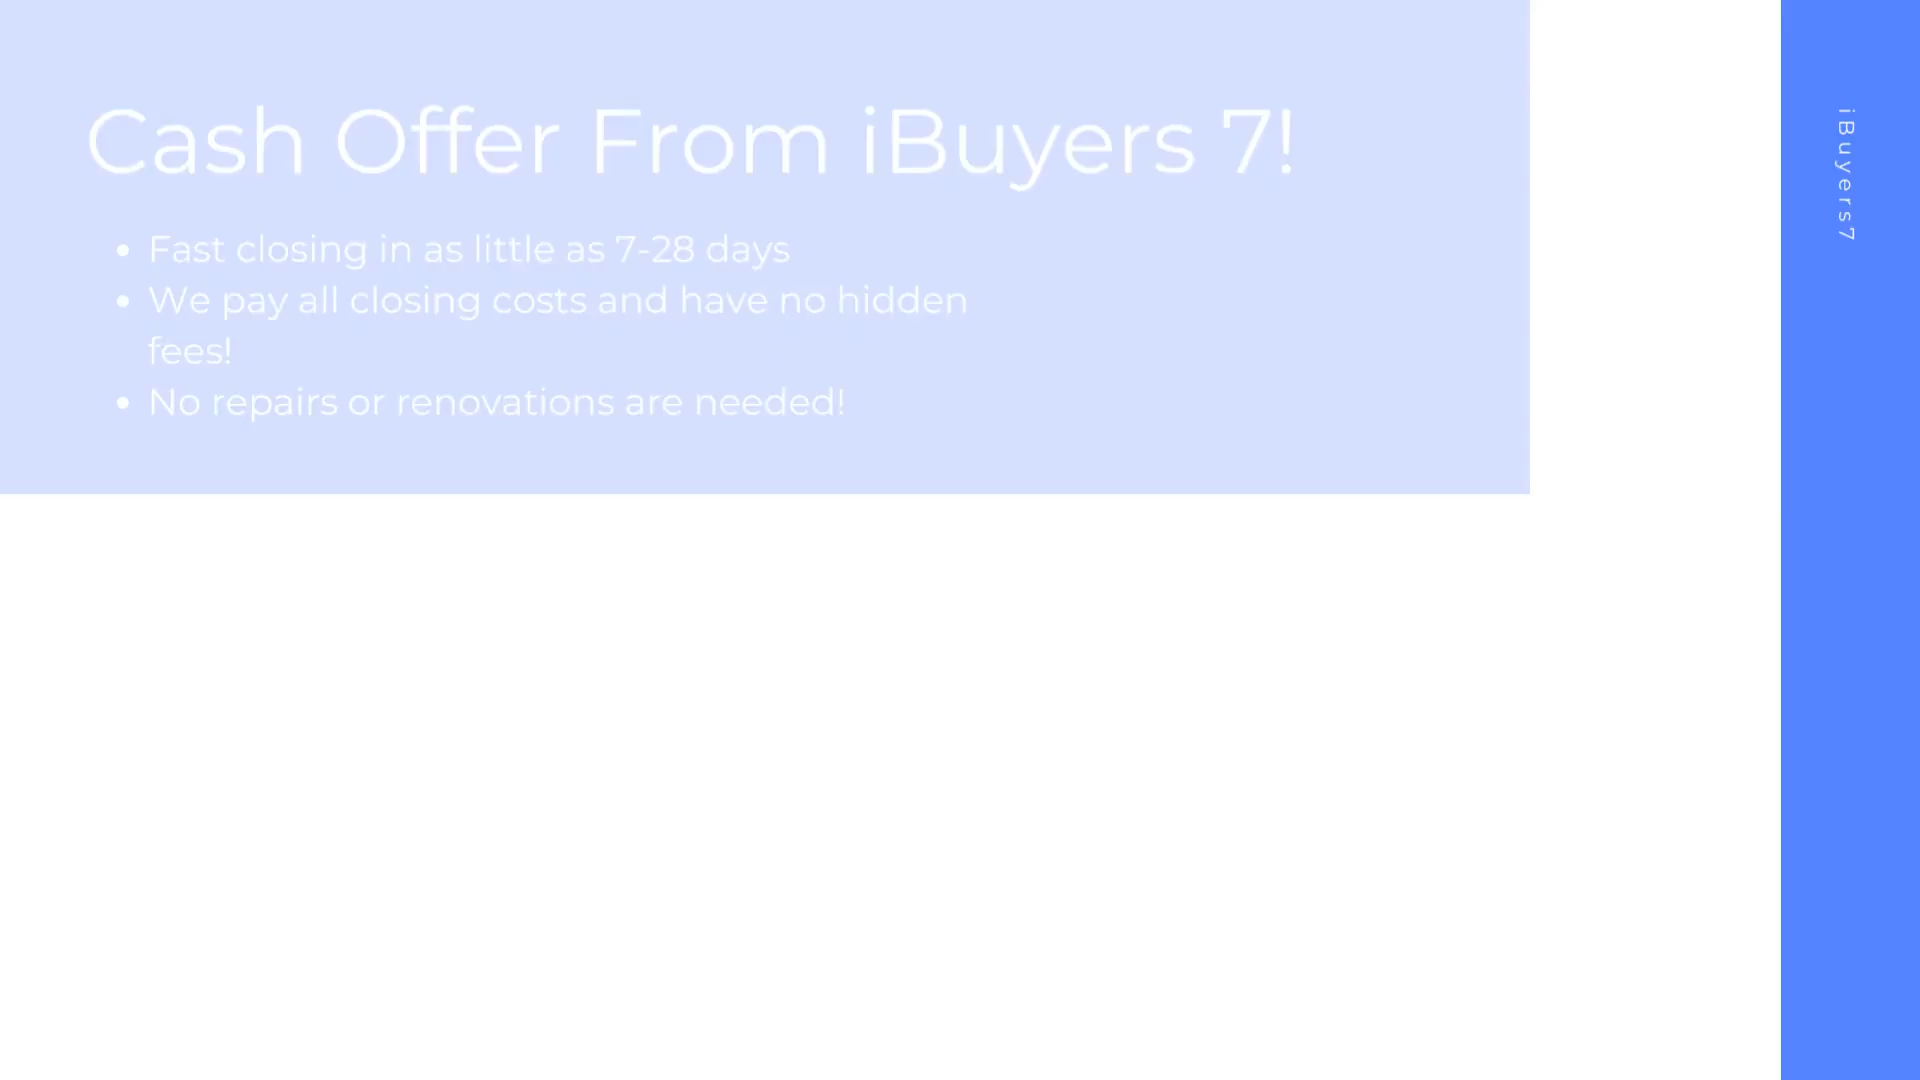 Cash Offer From iBuyers 7!
• Fast closing in as little as 7-28 days
• We pay all closing costs and have no hidden
fees!
• No repairs or renovations are needed!
iBuyers7